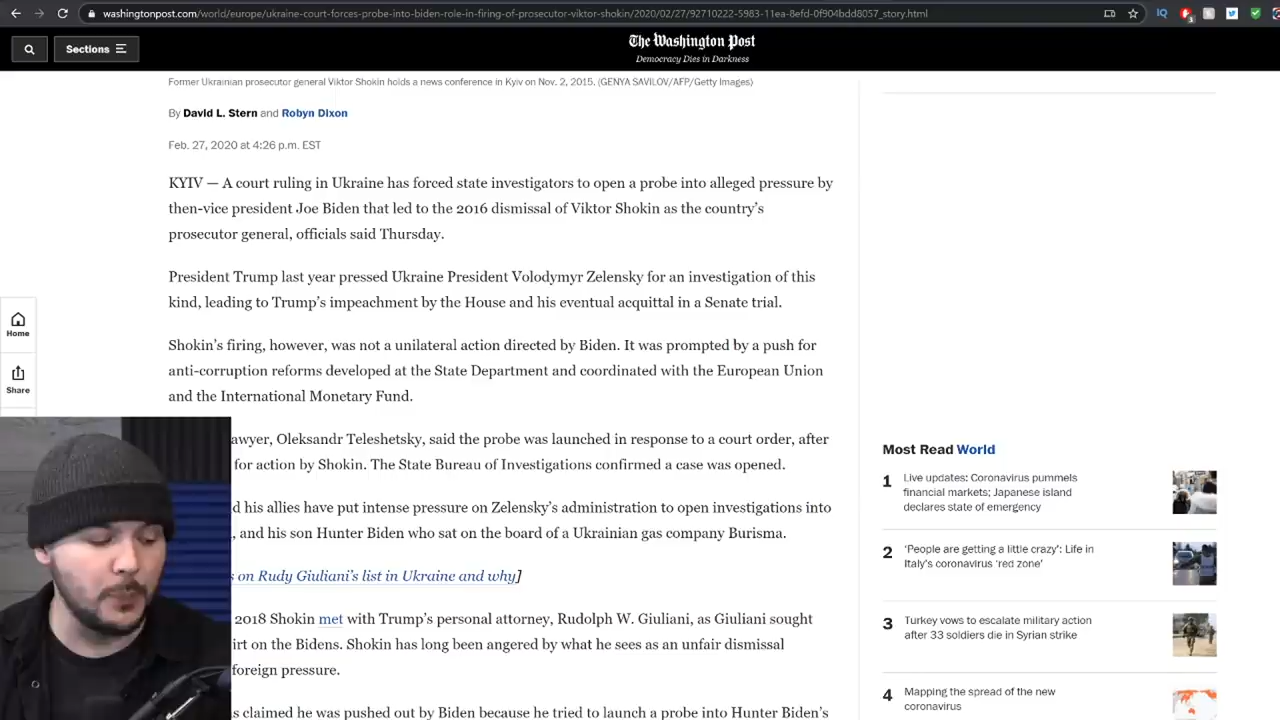 washingtonpost.com/world/europe/ukraine-court-forces-probe-into-biden-role-in-firing-of-prosecutor-viktor-shokin/2020/02/27/92710222-5983-11ea-8efd-0f904bdd8057_story.html
Sections
The Washington Post
Democracy Dies in Darkness
Former Ukrainian prosecutor general Viktor Shokin holds a news conference in Kyiv on Nov. 2, 2015. (GENYA SAVILOV/AFP/Getty Images)
By David L. Stern and Robyn Dixon
Feb. 27, 2020 at 4:26 p.m. EST
KYIV — A court ruling in Ukraine has forced state investigators to open a probe into alleged pressure by
then-vice president Joe Biden that led to the 2016 dismissal of Viktor Shokin as the country's
prosecutor general, officials said Thursday.
President Trump last year pressed Ukraine President Volodymyr Zelensky for an investigation of this
kind, leading to Trump's impeachment by the House and his eventual acquittal in a Senate trial.
Shokin's firing, however, was not a unilateral action directed by Biden. It was prompted by a push for
anti-corruption reforms developed at the State Department and coordinated with the European Union
and the International Monetary Fund.
awyer, Oleksandr Teleshetsky, said the probe was launched in response to a court order, after
for action by Shokin. The State Bureau of Investigations confirmed a case was opened.
d his allies have put intense pressure on Zelensky's administration to open investigations into
, and his son Hunter Biden who sat on the board of a Ukrainian gas company Burisma.
s on Rudy Giuliani's list in Ukraine and why]
2018 Shokin met with Trump's personal attorney, Rudolph W. Giuliani, as Giuliani sought
irt on the Bidens. Shokin has long been angered by what he sees as an unfair dismissal
foreign pressure.
s claimed he was pushed out by Biden because he tried to launch a probe into Hunter Biden's
Home
Share
Most Read World
1 Live updates: Coronavirus pummels
financial markets; Japanese island
declares state of emergency
2 'People are getting a little crazy': Life in
Italy's coronavirus 'red zone'
3 Turkey vows to escalate military action
after 33 soldiers die in Syrian strike
4 Mapping the spread of the new
coronavirus